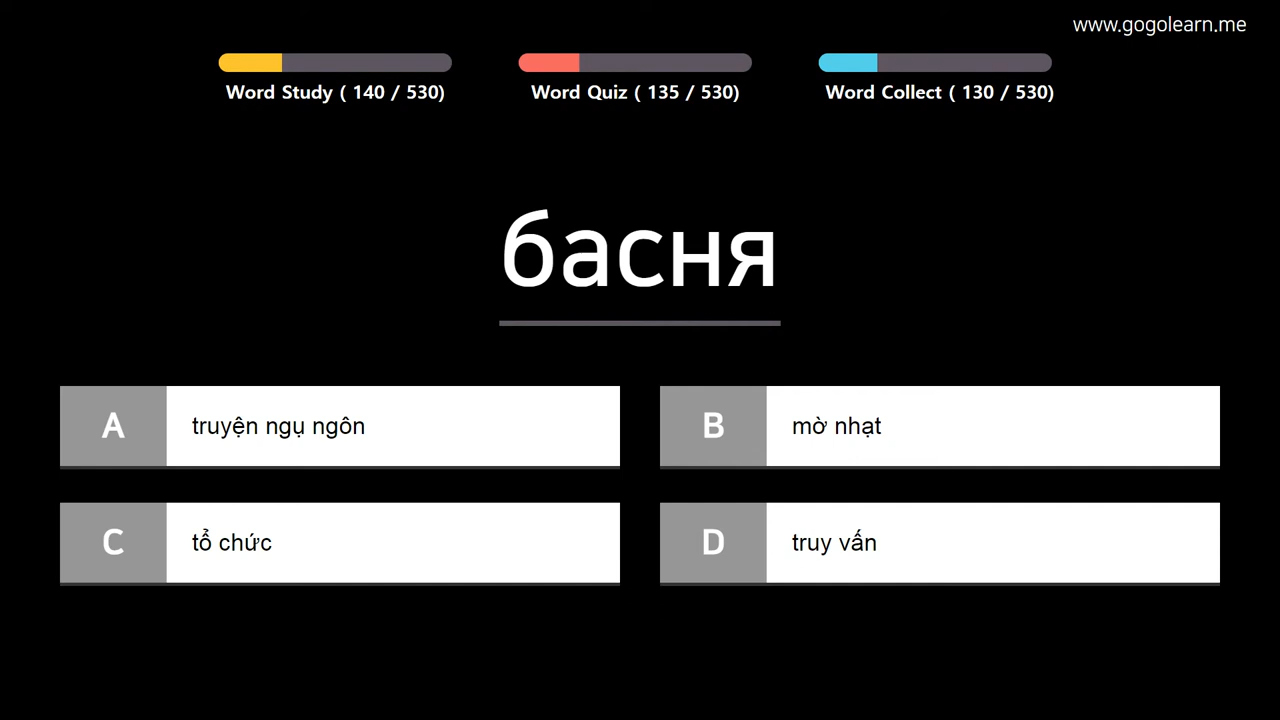 www.gogolearn.me
Word Study ( 140 / 530)
Word Quiz ( 135 / 530)
Word Collect ( 130 / 530)
басня
A truyện ngụ ngôn
B mờ nhạt
C tổ chức
D truy vấn